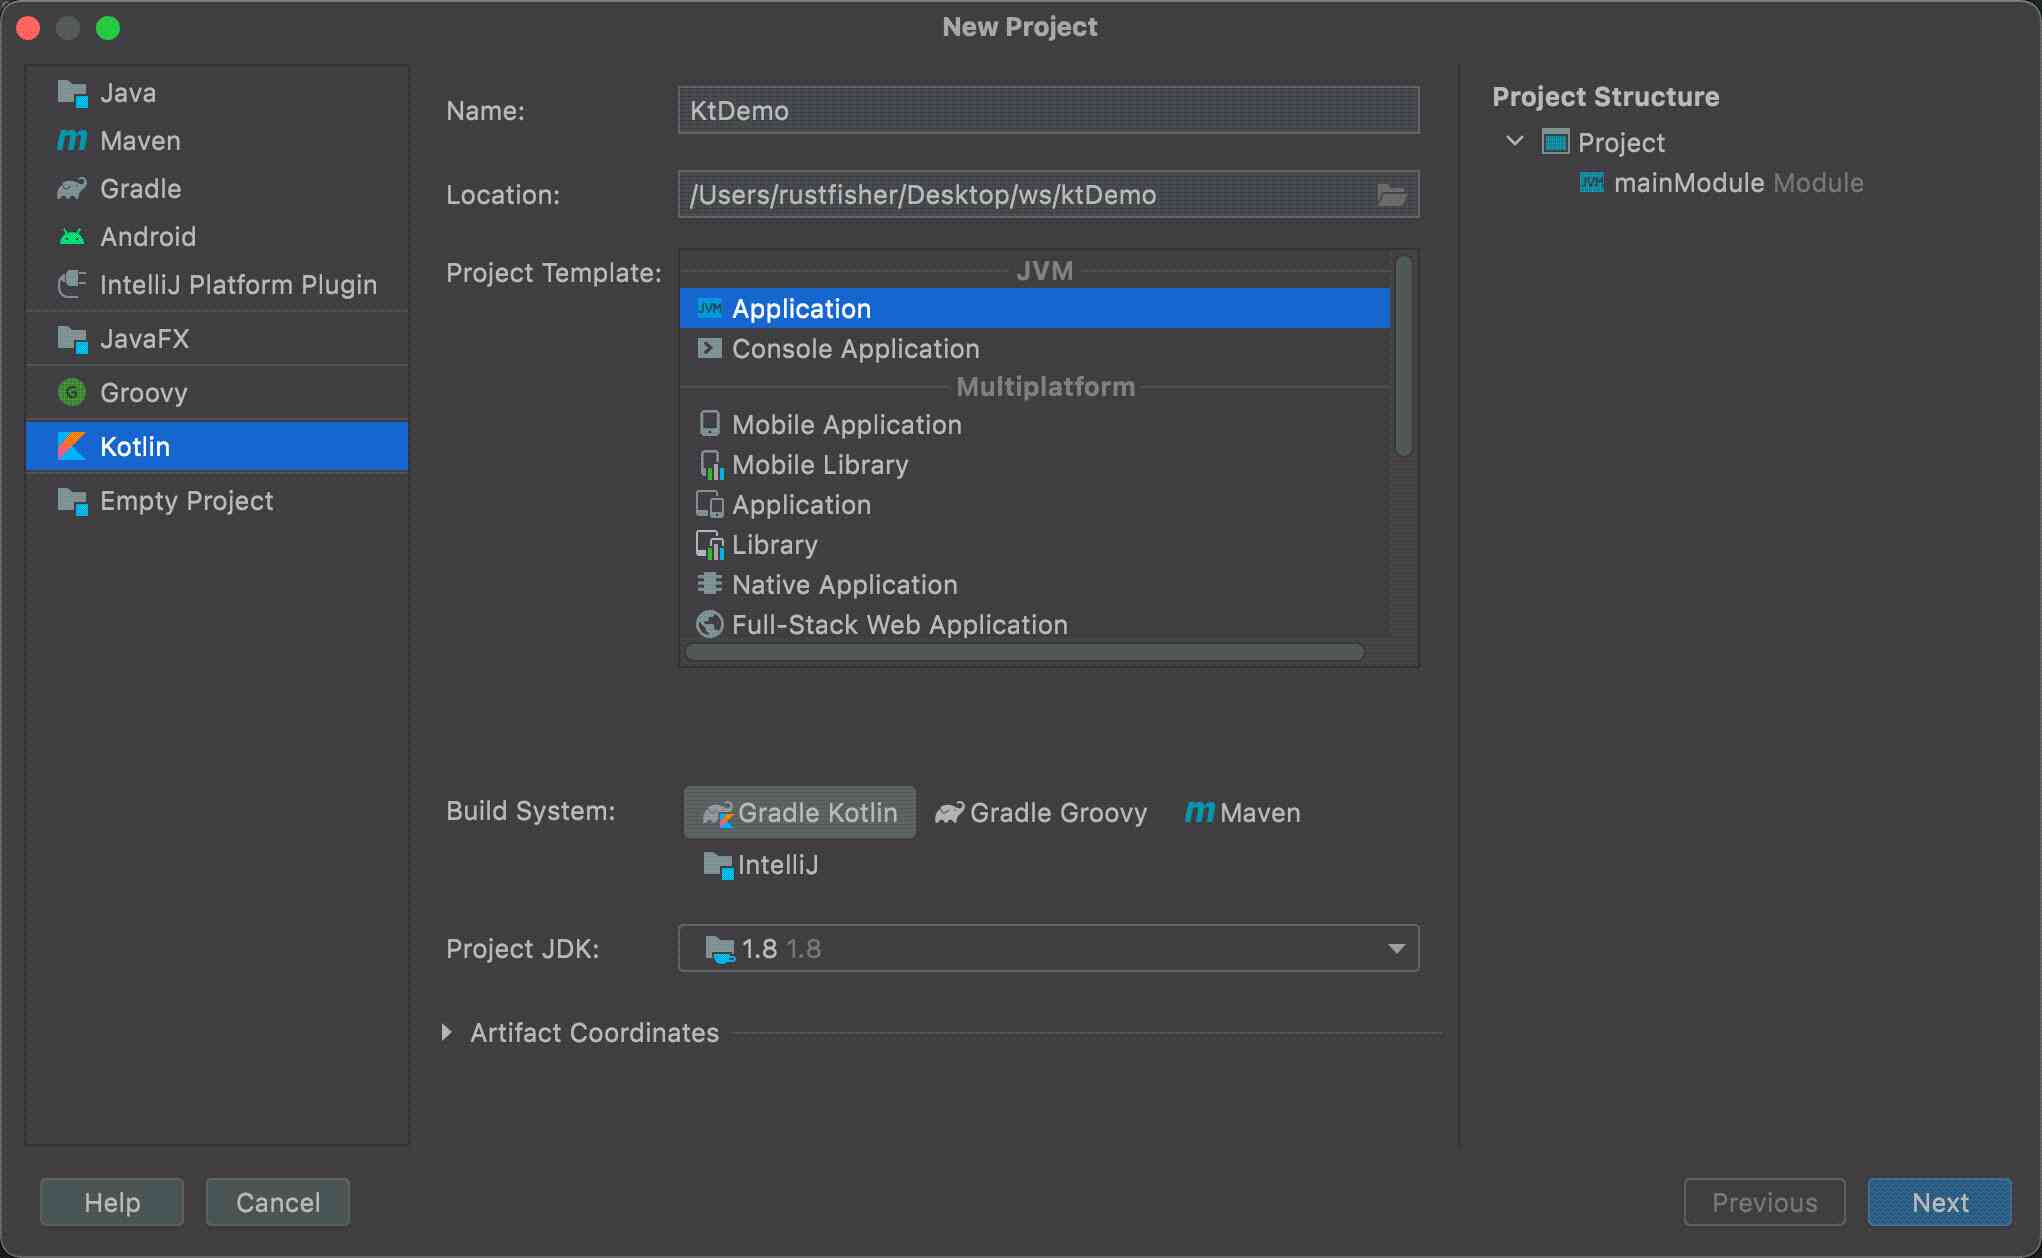 New Project
Java
Maven
Gradle
Android
IntelliJ Platform Plugin
JavaFX
Groovy
Kotlin
Empty Project
Name: KtDemo
Location: /Users/rustfisher/Desktop/ws/ktDemo
Project Template:
JVM
JVM Application
Console Application
Multiplatform
Mobile Application
Mobile Library
Application
Library
Native Application
Full-Stack Web Application
Build System: Gradle Kotlin Gradle Groovy m Maven
IntelliJ
Project JDK: 1.8 1.8
Artifact Coordinates
Project Structure
Project
JVM mainModule Module
Help Cancel Previous Next